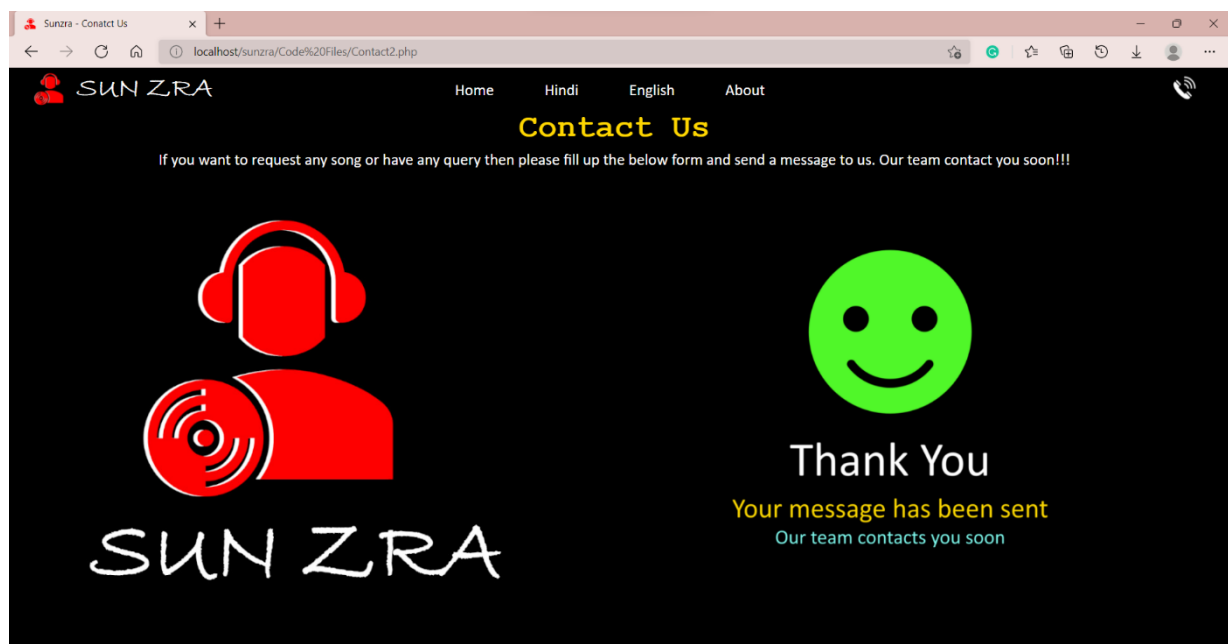 Sunzra - Conatct Us
localhost/sunzra/Code%20Files/Contact2.php
SUN ZRA
Home Hindi English About
Contact Us
If you want to request any song or have any query then please fill up the below form and send a message to us. Our team contact you soon!!!
SUN ZRA
Thank You
Your message has been sent
Our team contacts you soon